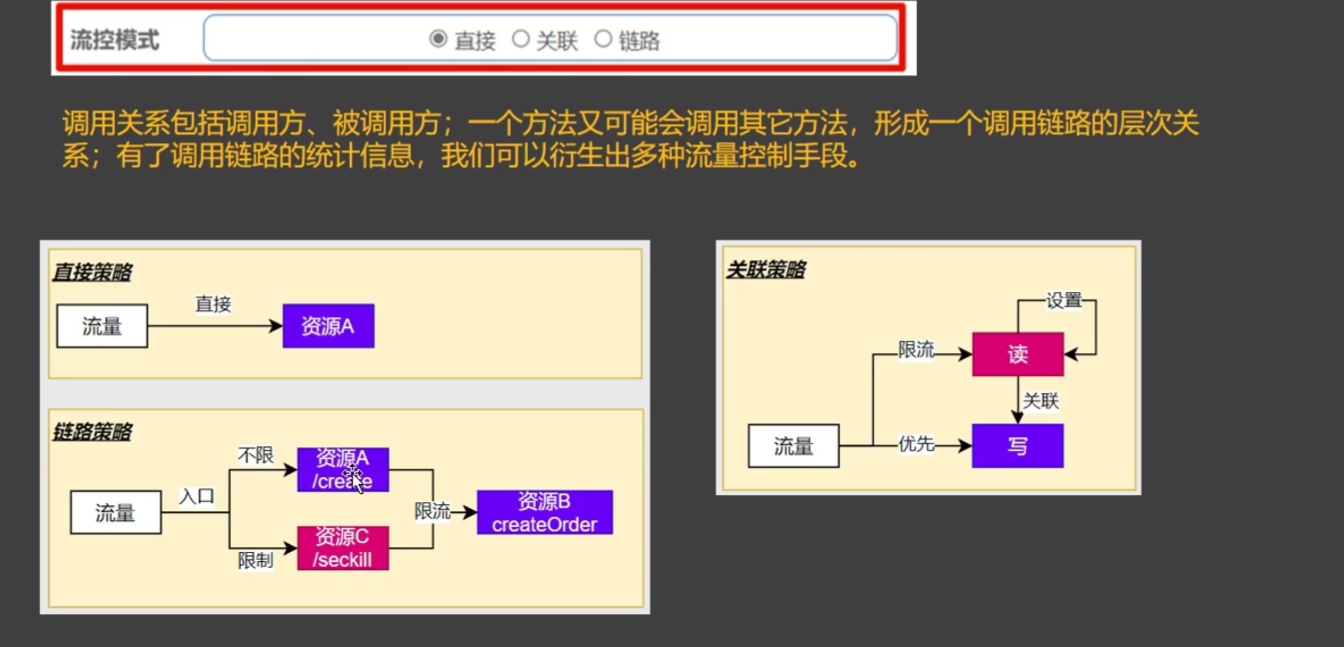 流控模式 直接 关联 链路
调用关系包括调用方、被调用方；一个方法又可能会调用其它方法，形成一个调用链路的层次关
系；有了调用链路的统计信息，我们可以衍生出多种流量控制手段。
直接策略
流量
直接
资源A
链路策略
流量
入口
不限
限制
资源A
/create
资源C
/seckill
限流
资源B
createOrder
关联策略
流量
限流
优先
设置
读
关联
写